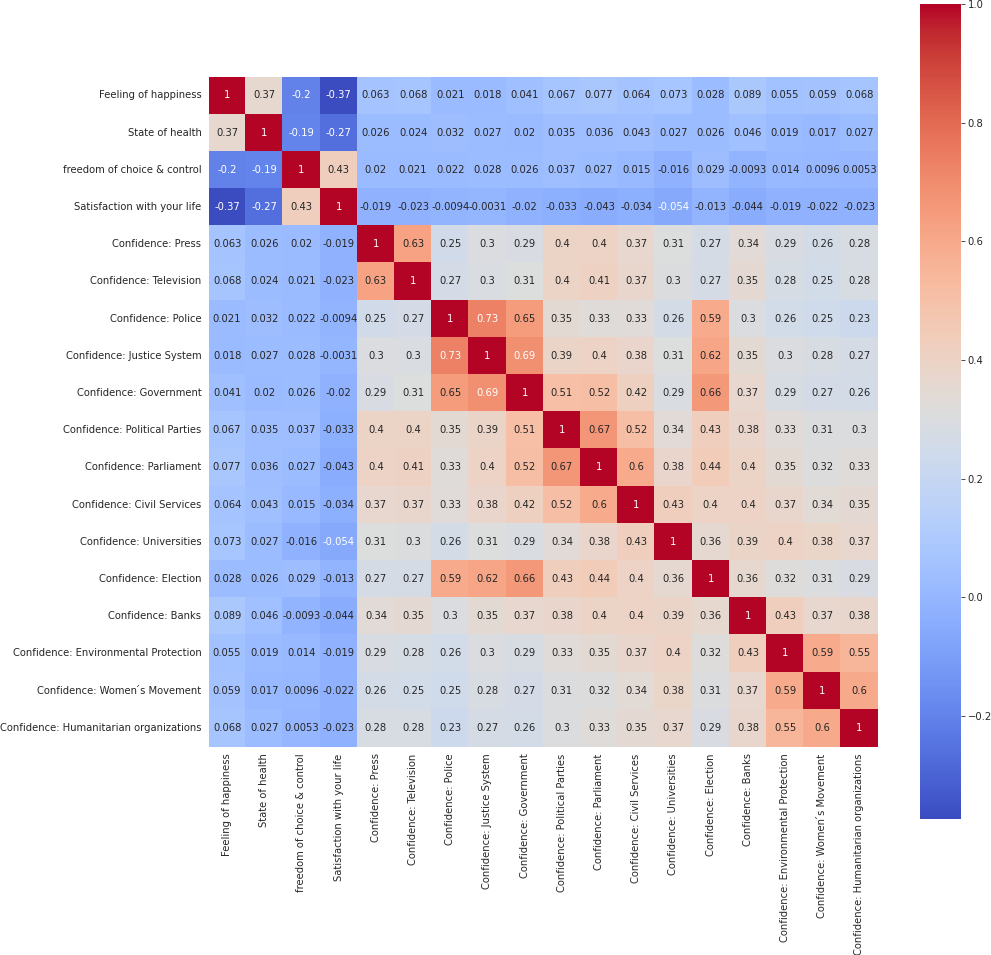 1.0
Feeling of happiness 1 0.37 -0.2 -0.37 0.063 0.068 0.021 0.018 0.041 0.067 0.077 0.064 0.073 0.028 0.089 0.055 0.059 0.068
State of health 0.37 1 -0.19 -0.27 0.026 0.024 0.032 0.027 0.02 0.035 0.036 0.043 0.027 0.026 0.046 0.019 0.017 0.027
0.8
freedom of choice & control -0.2 -0.19 1 0.43 0.02 0.021 0.022 0.028 0.026 0.037 0.027 0.015 -0.016 0.029 -0.0093 0.014 0.0096 0.0053
Satisfaction with your life -0.37 -0.27 0.43 1 -0.019 -0.023 -0.0094 -0.0031 -0.02 -0.033 -0.043 -0.034 -0.054 -0.013 -0.044 -0.019 -0.022 -0.023
Confidence: Press 0.063 0.026 0.02 -0.019 1 0.63 0.25 0.3 0.29 0.4 0.4 0.37 0.31 0.27 0.34 0.29 0.26 0.28
0.6
Confidence: Television 0.068 0.024 0.021 -0.023 0.63 1 0.27 0.3 0.31 0.4 0.41 0.37 0.3 0.27 0.35 0.28 0.25 0.28
Confidence: Police 0.021 0.032 0.022 -0.0094 0.25 0.27 1 0.73 0.65 0.35 0.33 0.33 0.26 0.59 0.3 0.26 0.25 0.23
Confidence: Justice System 0.018 0.027 0.028 -0.0031 0.3 0.3 0.73 1 0.69 0.39 0.4 0.38 0.31 0.62 0.35 0.3 0.28 0.27
0.4
Confidence: Government 0.041 0.02 0.026 -0.02 0.29 0.31 0.65 0.69 1 0.51 0.52 0.42 0.29 0.66 0.37 0.29 0.27 0.26
Confidence: Political Parties 0.067 0.035 0.037 -0.033 0.4 0.4 0.35 0.39 0.51 1 0.67 0.52 0.34 0.43 0.38 0.33 0.31 0.3
Confidence: Parliament 0.077 0.036 0.027 -0.043 0.4 0.41 0.33 0.4 0.52 0.67 1 0.6 0.38 0.44 0.4 0.35 0.32 0.33
0.2
Confidence: Civil Services 0.064 0.043 0.015 -0.034 0.37 0.37 0.33 0.38 0.42 0.52 0.6 1 0.43 0.4 0.4 0.37 0.34 0.35
Confidence: Universities 0.073 0.027 -0.016 -0.054 0.31 0.3 0.26 0.31 0.29 0.34 0.38 0.43 1 0.36 0.39 0.4 0.38 0.37
Confidence: Election 0.028 0.026 0.029 -0.013 0.27 0.27 0.59 0.62 0.66 0.43 0.44 0.4 0.36 1 0.36 0.32 0.31 0.29
0.0
Confidence: Banks 0.089 0.046 -0.0093 -0.044 0.34 0.35 0.3 0.35 0.37 0.38 0.4 0.4 0.39 0.36 1 0.43 0.37 0.38
Confidence: Environmental Protection 0.055 0.019 0.014 -0.019 0.29 0.28 0.26 0.3 0.29 0.33 0.35 0.37 0.4 0.32 0.43 1 0.59 0.55
Confidence: Women´s Movement 0.059 0.017 0.0096 -0.022 0.26 0.25 0.25 0.28 0.27 0.31 0.32 0.34 0.38 0.31 0.37 0.59 1 0.6
−0.2
Confidence: Humanitarian organizations 0.068 0.027 0.0053 -0.023 0.28 0.28 0.23 0.27 0.26 0.3 0.33 0.35 0.37 0.29 0.38 0.55 0.6 1
Feeling of happiness
State of health
freedom of choice & control
Satisfaction with your life
Confidence: Press
Confidence: Television
Confidence: Police
Confidence: Justice System
Confidence: Government
Confidence: Political Parties
Confidence: Parliament
Confidence: Civil Services
Confidence: Universities
Confidence: Election
Confidence: Banks
Confidence: Environmental Protection
Confidence: Women´s Movement
Confidence: Humanitarian organizations